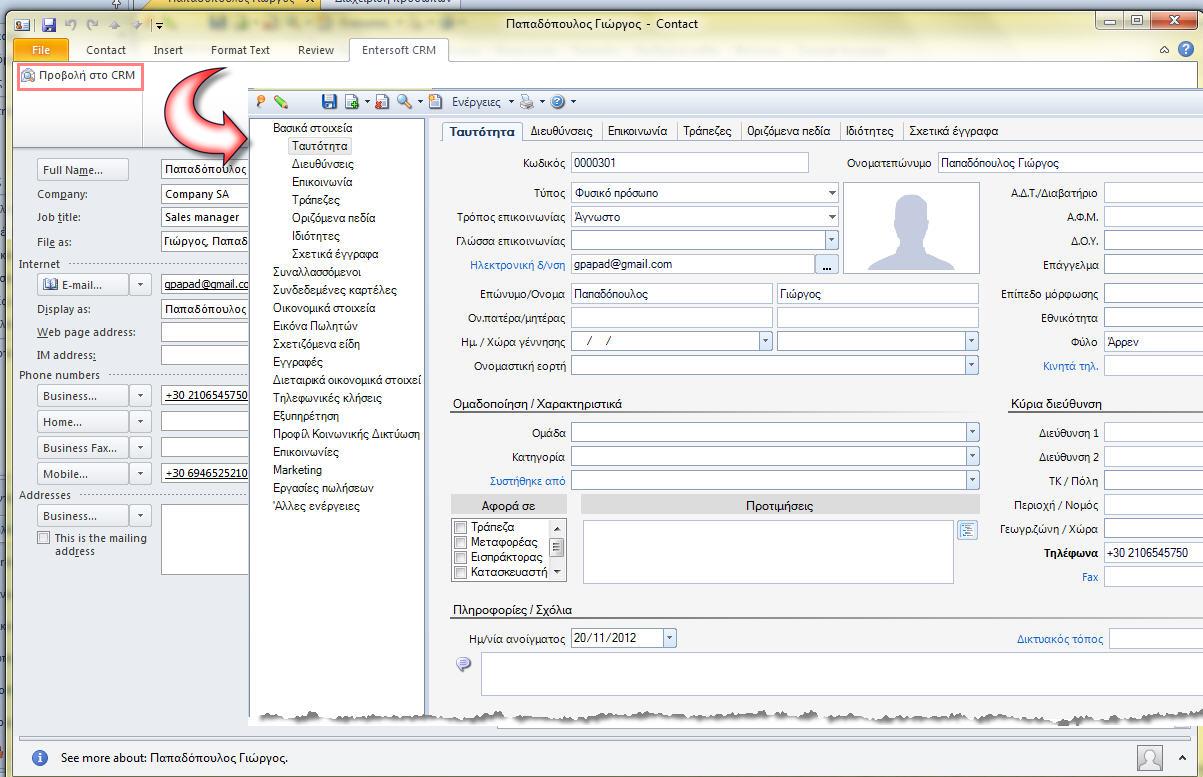 Παπαδόπουλος Γιώργος - Contact
File Contact Insert Format Text Review Entersoft CRM
Προβολή στο CRM
Ενέργειες
Full Name... Παπαδόπουλος
Company: Company SA
Job title: Sales manager
File as: Γιώργος, Παπαδ
Internet
E-mail... gpapad@gmail.co
Display as: Παπαδόπουλος
Web page address:
IM address:
Phone numbers
Business... +30 2106545750
Home...
Business Fax...
Mobile... +30 6946525210
Addresses
Business...
This is the mailing
address
Βασικά στοιχεία
Ταυτότητα
Διευθύνσεις
Επικοινωνία
Τράπεζες
Οριζόμενα πεδία
Ιδιότητες
Σχετικά έγγραφα
Συναλλασσόμενοι
Συνδεδεμένες καρτέλες
Οικονομικά στοιχεία
Εικόνα Πωλητών
Σχετιζόμενα είδη
Εγγραφές
Διεταιρικά οικονομικά στοιχεί
Τηλεφωνικές κλήσεις
Εξυπηρέτηση
Προφίλ Κοινωνικής Δικτύωση
Επικοινωνίες
Marketing
Εργασίες πωλήσεων
Άλλες ενέργειες
Ταυτότητα Διευθύνσεις Επικοινωνία Τράπεζες Οριζόμενα πεδία Ιδιότητες Σχετικά έγγραφα
Κωδικός 0000301 Ονοματεπώνυμο Παπαδόπουλος Γιώργος
Τύπος Φυσικό πρόσωπο Α.Δ.Τ./Διαβατήριο
Τρόπος επικοινωνίας Άγνωστο Α.Φ.Μ.
Γλώσσα επικοινωνίας Δ.Ο.Υ.
Ηλεκτρονική δ/νση gpapad@gmail.com ... Επάγγελμα
Επώνυμο/Ονομα Παπαδόπουλος Γιώργος Επίπεδο μόρφωσης
Ον.πατέρα/μητέρας Εθνικότητα
Ημ. / Χώρα γέννησης / / Φύλο Άρρεν
Ονομαστική εορτή Κινητά τηλ.
Ομαδοποίηση / Χαρακτηριστικά Κύρια διεύθυνση
Ομάδα Διεύθυνση 1
Κατηγορία Διεύθυνση 2
Συστήθηκε από ΤΚ / Πόλη
Αφορά σε Προτιμήσεις Περιοχή / Νομός
Τράπεζα Γεωγρ.ζώνη / Χώρα
Μεταφορέας
Εισπράκτορας Τηλέφωνα +30 2106545750
Κατασκευαστή Fax
Πληροφορίες / Σχόλια
Ημ/νία ανοίγματος 20/11/2012 Δικτυακός τόπος
See more about: Παπαδόπουλος Γιώργος.